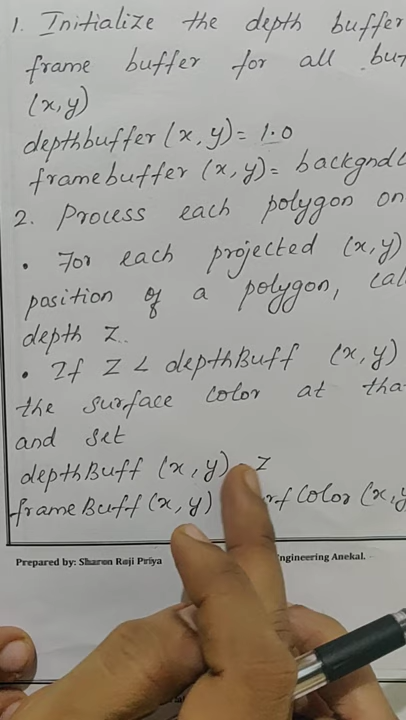 1. Initialize the depth buffer
frame buffer for all
(x,y)
depthbuffer (x,y)= 1.0
framebuffer (x,y)= backgnd
2. Process each polygon on
• For each projected (x,y)
position of a polygon, cal
depth Z.
• If Z < depthBuff (x,y)
the surface color at tha
and set
depthBuff (x,y) Z
frameBuff (x,y) rfColor (x,y
Prepared by: Sharon Roji Priya ngineering Anekal.